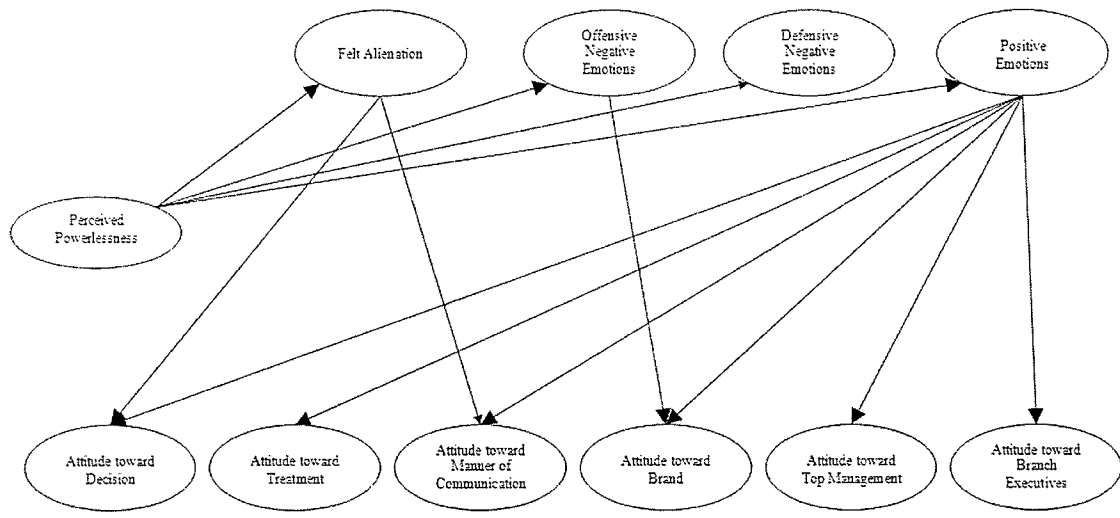 Felt Alienation
Offensive
Negative
Emotions
Defensive
Negative
Emotions
Positive
Emotions
Perceived
Powerlessness
Attitude toward
Decision
Attitude toward
Treatment
Attitude toward
Manner of
Communication
Attitude toward
Brand
Attitude toward
Top Management
Attitude toward
Branch
Executives